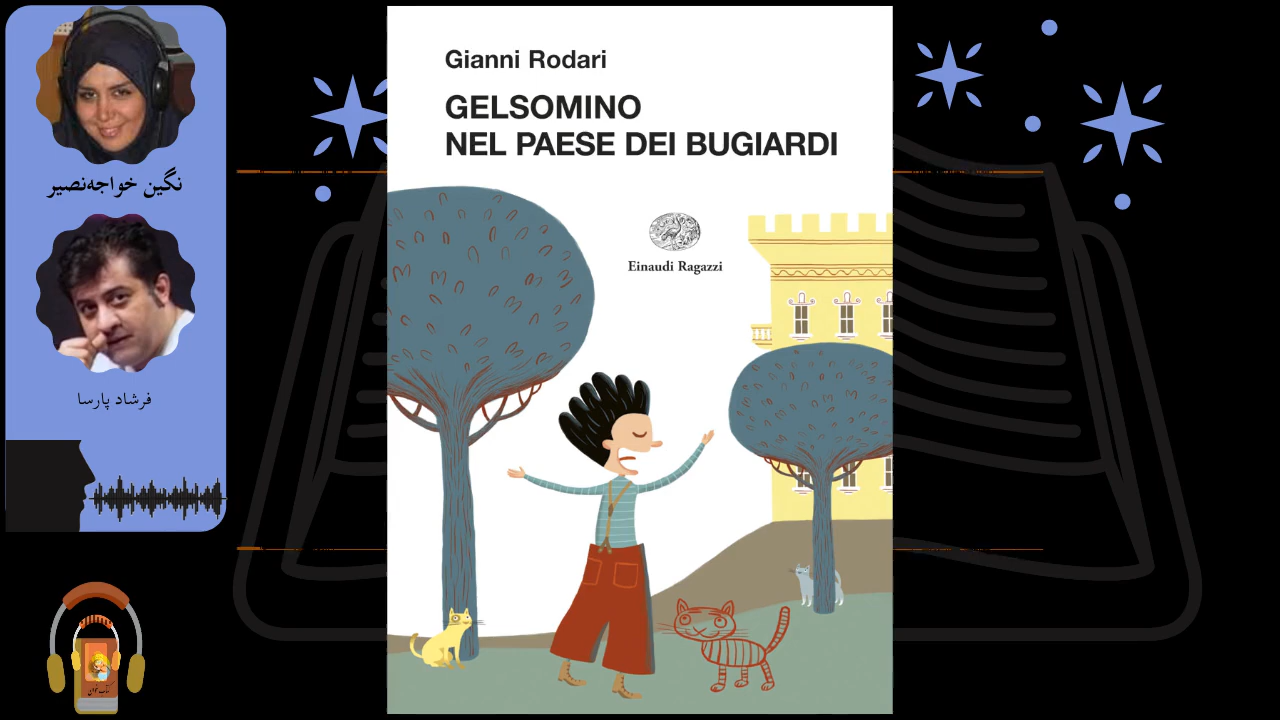 نگین خواجه‌نصیر
فرشاد پارسا
Gianni Rodari
GELSOMINO
NEL PAESE DEI BUGIARDI
Einaudi Ragazzi